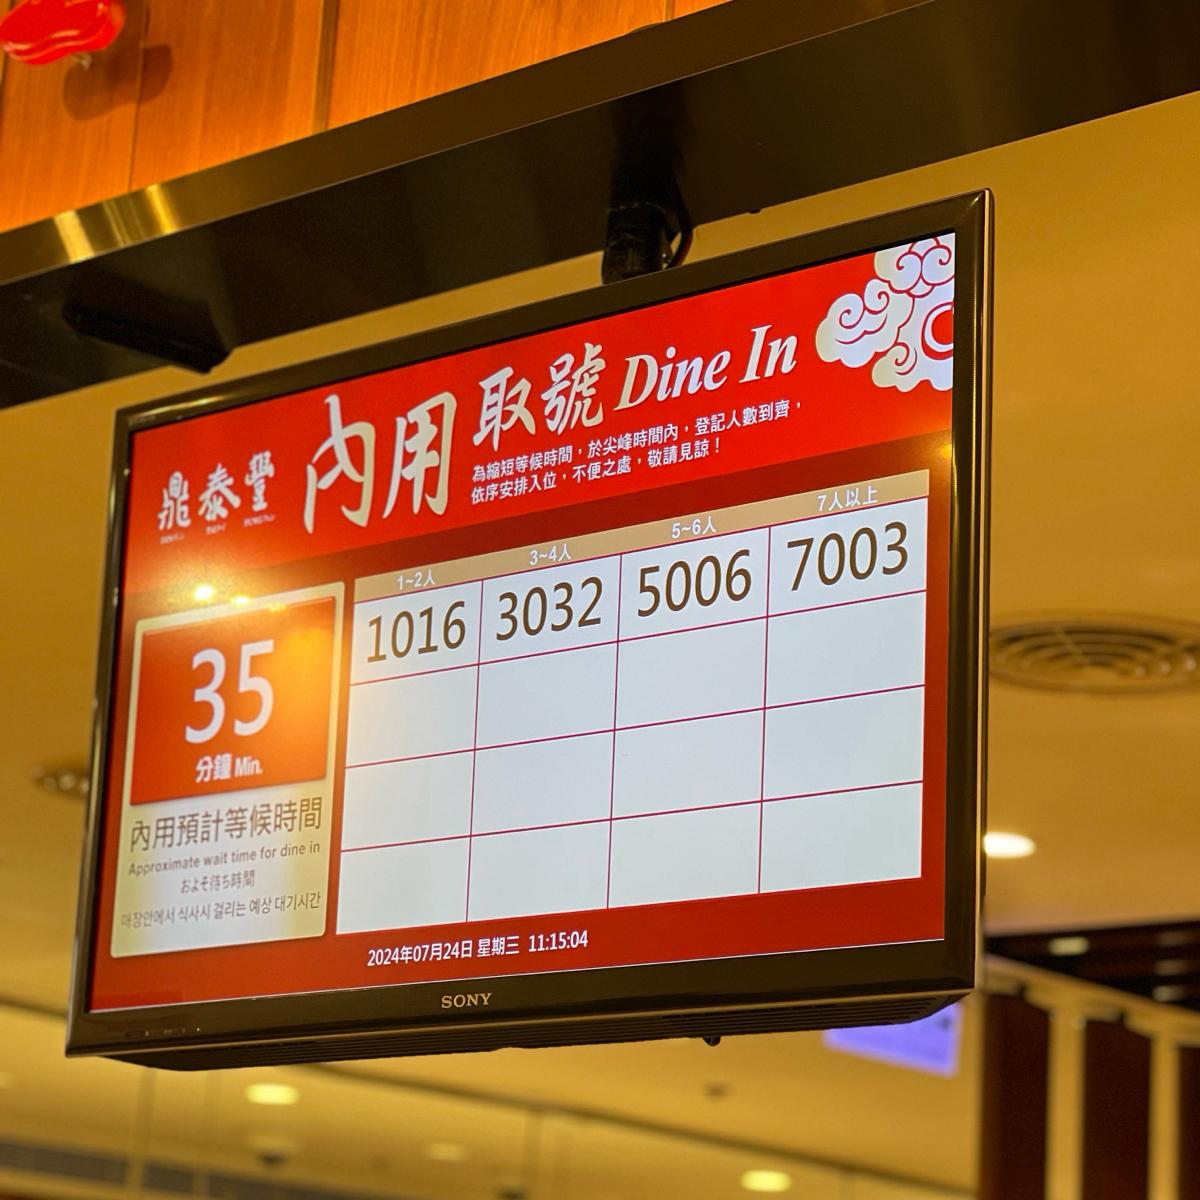 鼎泰豐
內用取號 Dine In
為縮短等候時間，於尖峰時間內，登記人數到齊，
依序安排入位，不便之處，敬請見諒！
1~2人 3~4人 5~6人 7人以上
1016 3032 5006 7003
35
分鐘 Min.
內用預計等候時間
Approximate wait time for dine in
およそ待ち時間
매장안에서 식사시 걸리는 예상 대기시간
2024年07月24日 星期三 11:15:04
SONY